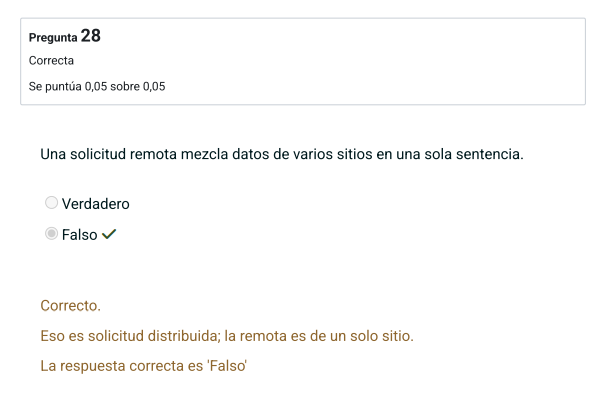 Pregunta 28
Correcta
Se puntúa 0,05 sobre 0,05
Una solicitud remota mezcla datos de varios sitios en una sola sentencia.
Verdadero
Falso
Correcto.
Eso es solicitud distribuida; la remota es de un solo sitio.
La respuesta correcta es 'Falso'